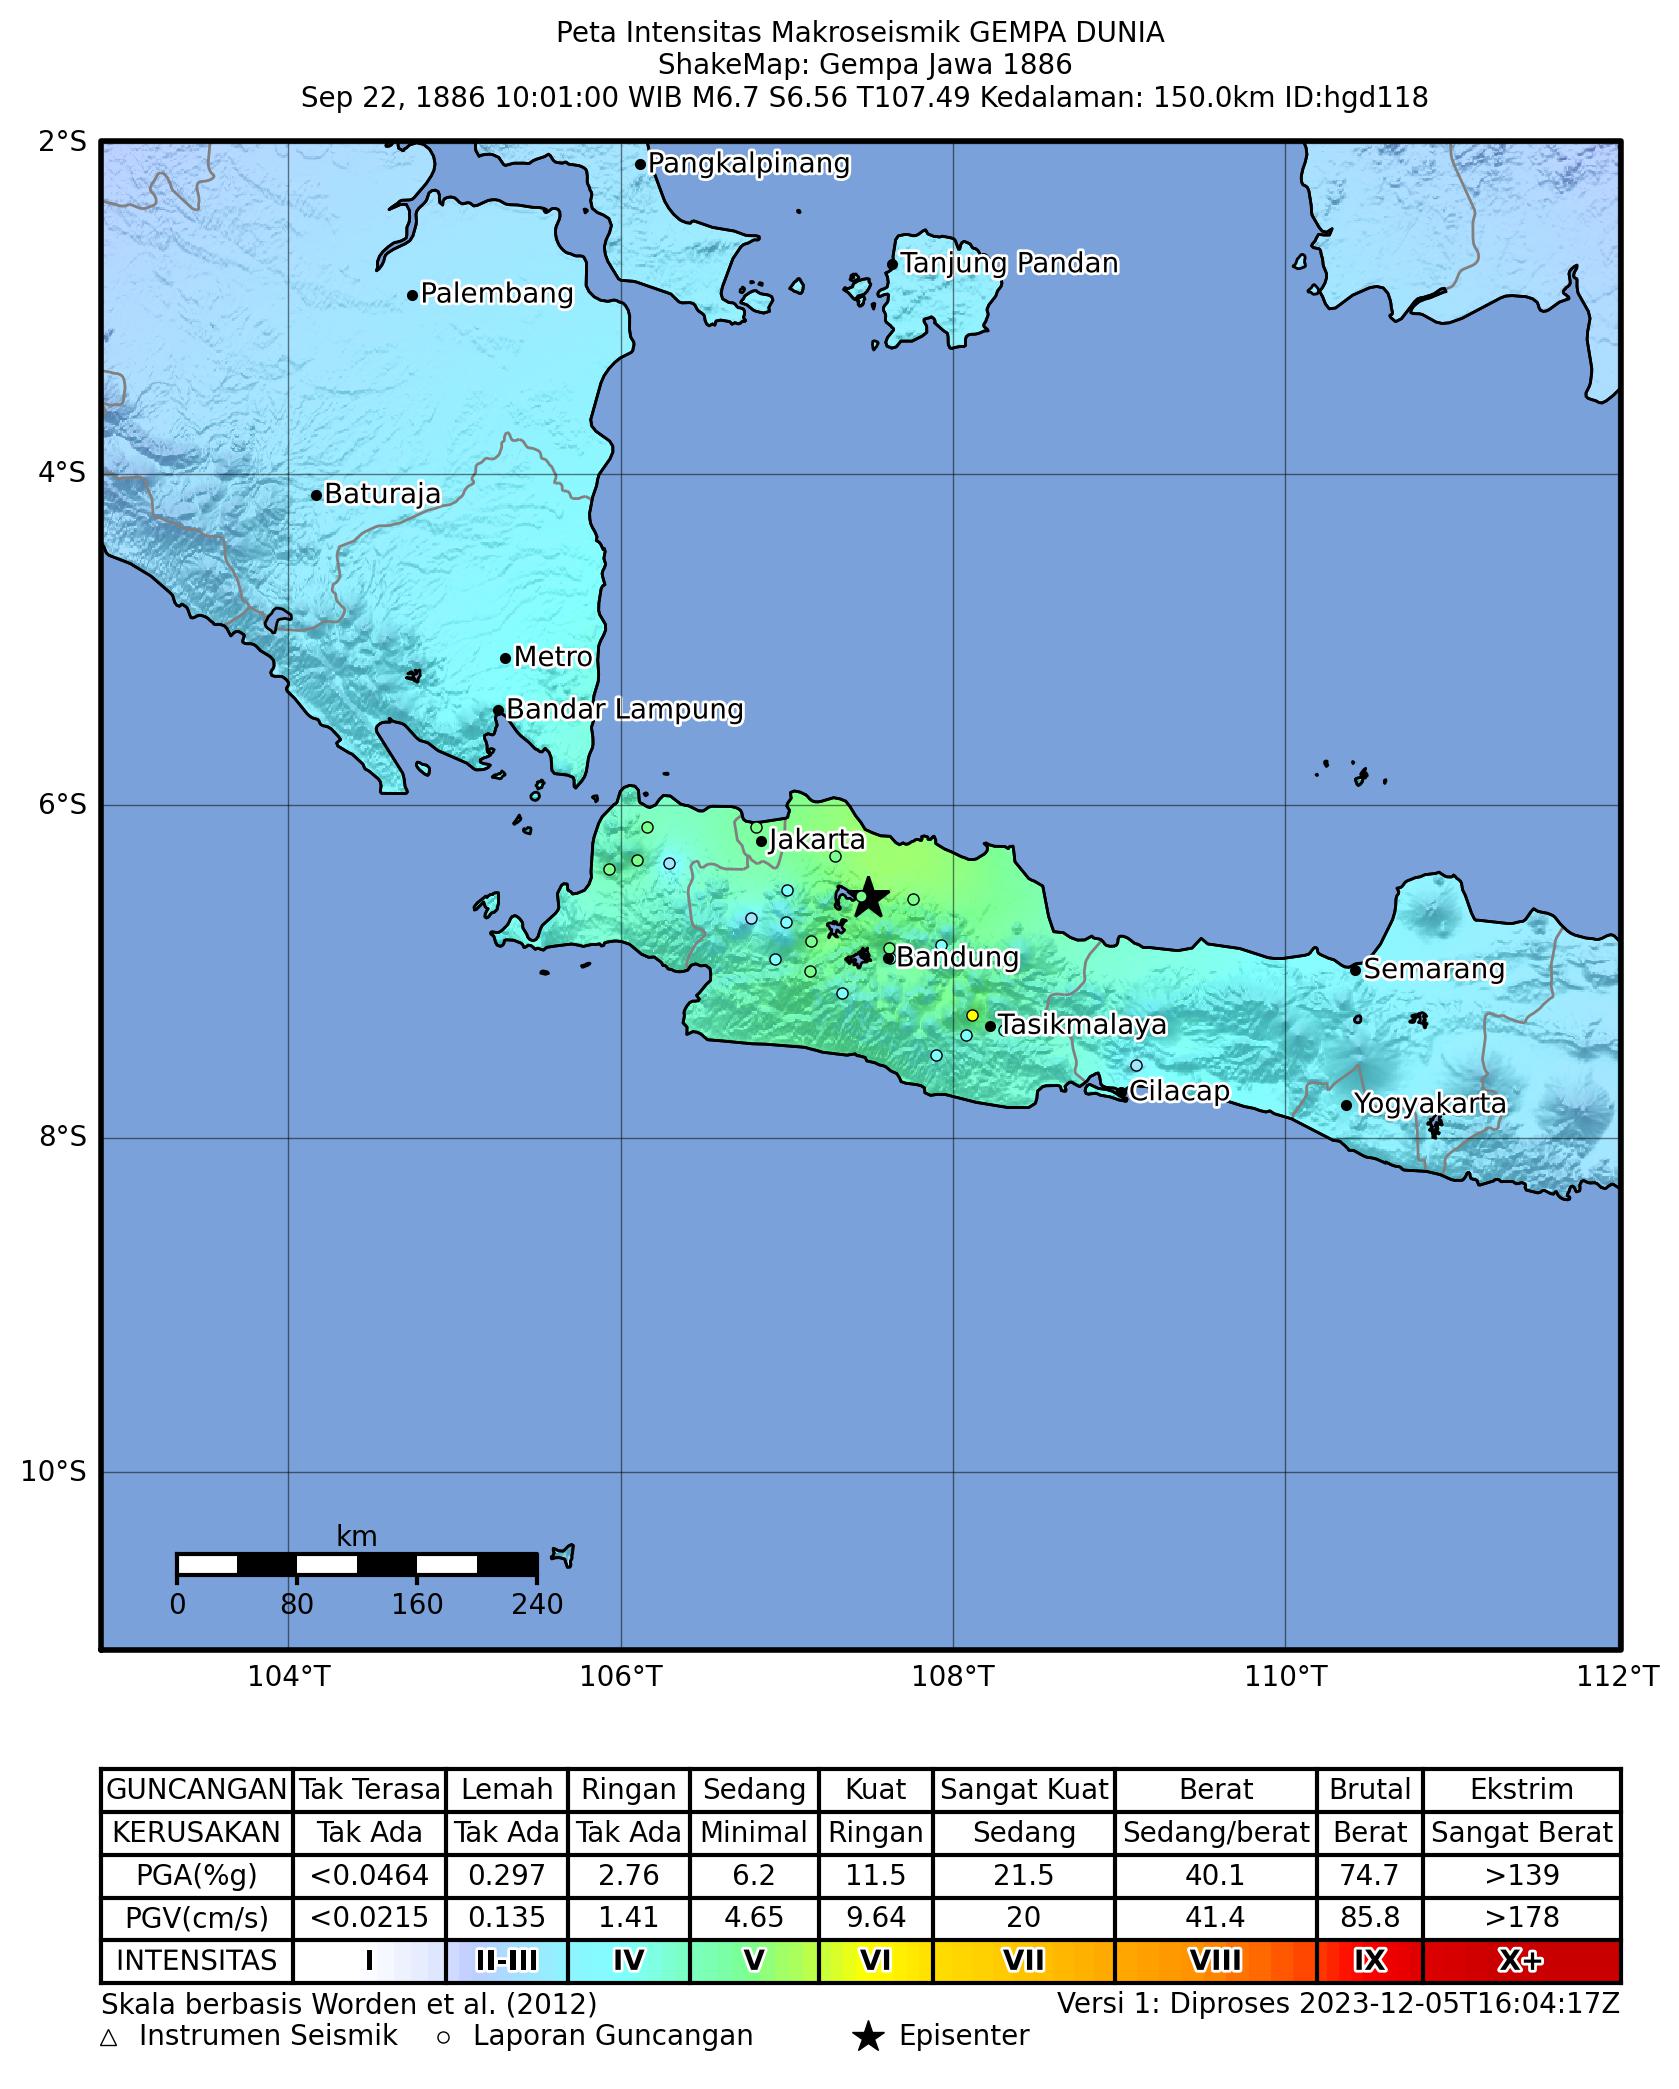 Peta Intensitas Makroseismik GEMPA DUNIA
ShakeMap: Gempa Jawa 1886
Sep 22, 1886 10:01:00 WIB M6.7 S6.56 T107.49 Kedalaman: 150.0km ID:hgd118
2°S
Pangkalpinang
Tanjung Pandan
Palembang
4°S
Baturaja
Metro
Bandar Lampung
6°S
Jakarta
Bandung
Semarang
Tasikmalaya
Cilacap
Yogyakarta
8°S
10°S
km
0 80 160 240
104°T 106°T 108°T 110°T 112°T
GUNCANGAN Tak Terasa Lemah Ringan Sedang Kuat Sangat Kuat Berat Brutal Ekstrim
KERUSAKAN Tak Ada Tak Ada Tak Ada Minimal Ringan Sedang Sedang/berat Berat Sangat Berat
PGA(%g) <0.0464 0.297 2.76 6.2 11.5 21.5 40.1 74.7 >139
PGV(cm/s) <0.0215 0.135 1.41 4.65 9.64 20 41.4 85.8 >178
INTENSITAS I II-III IV V VI VII VIII IX X+
Skala berbasis Worden et al. (2012) Versi 1: Diproses 2023-12-05T16:04:17Z
Instrumen Seismik Laporan Guncangan Episenter